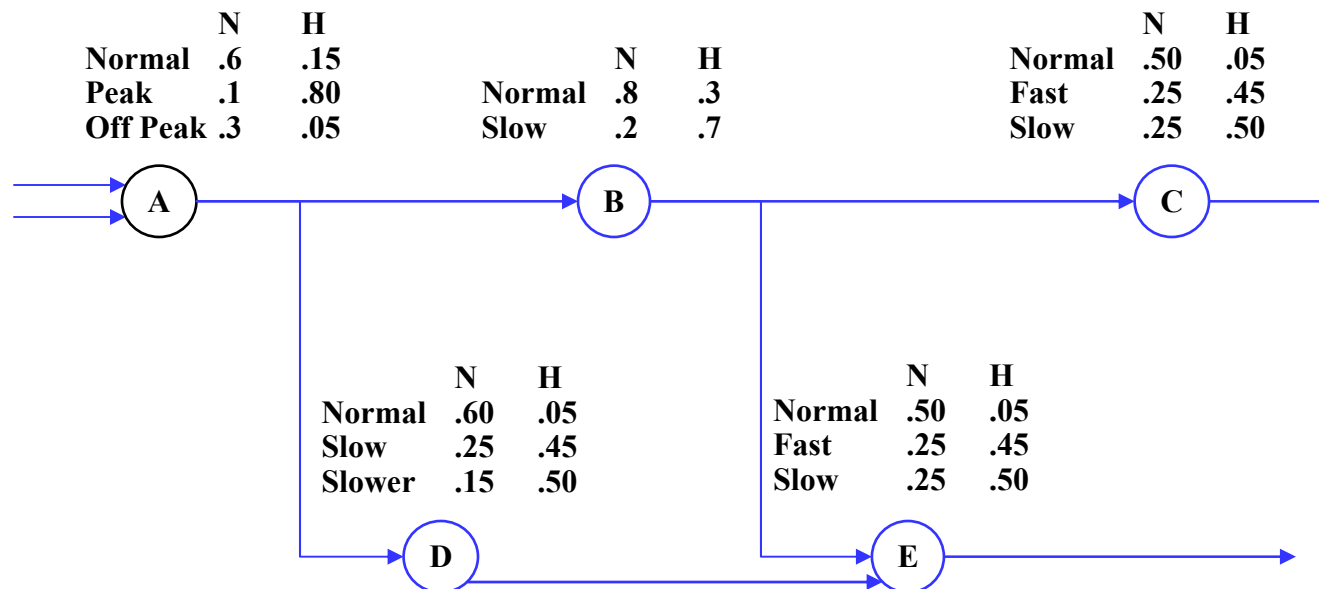 N H
Normal .6 .15
Peak .1 .80
Off Peak .3 .05
N H
Normal .8 .3
Slow .2 .7
N H
Normal .50 .05
Fast .25 .45
Slow .25 .50
A
B
C
N H
Normal .60 .05
Slow .25 .45
Slower .15 .50
N H
Normal .50 .05
Fast .25 .45
Slow .25 .50
D
E